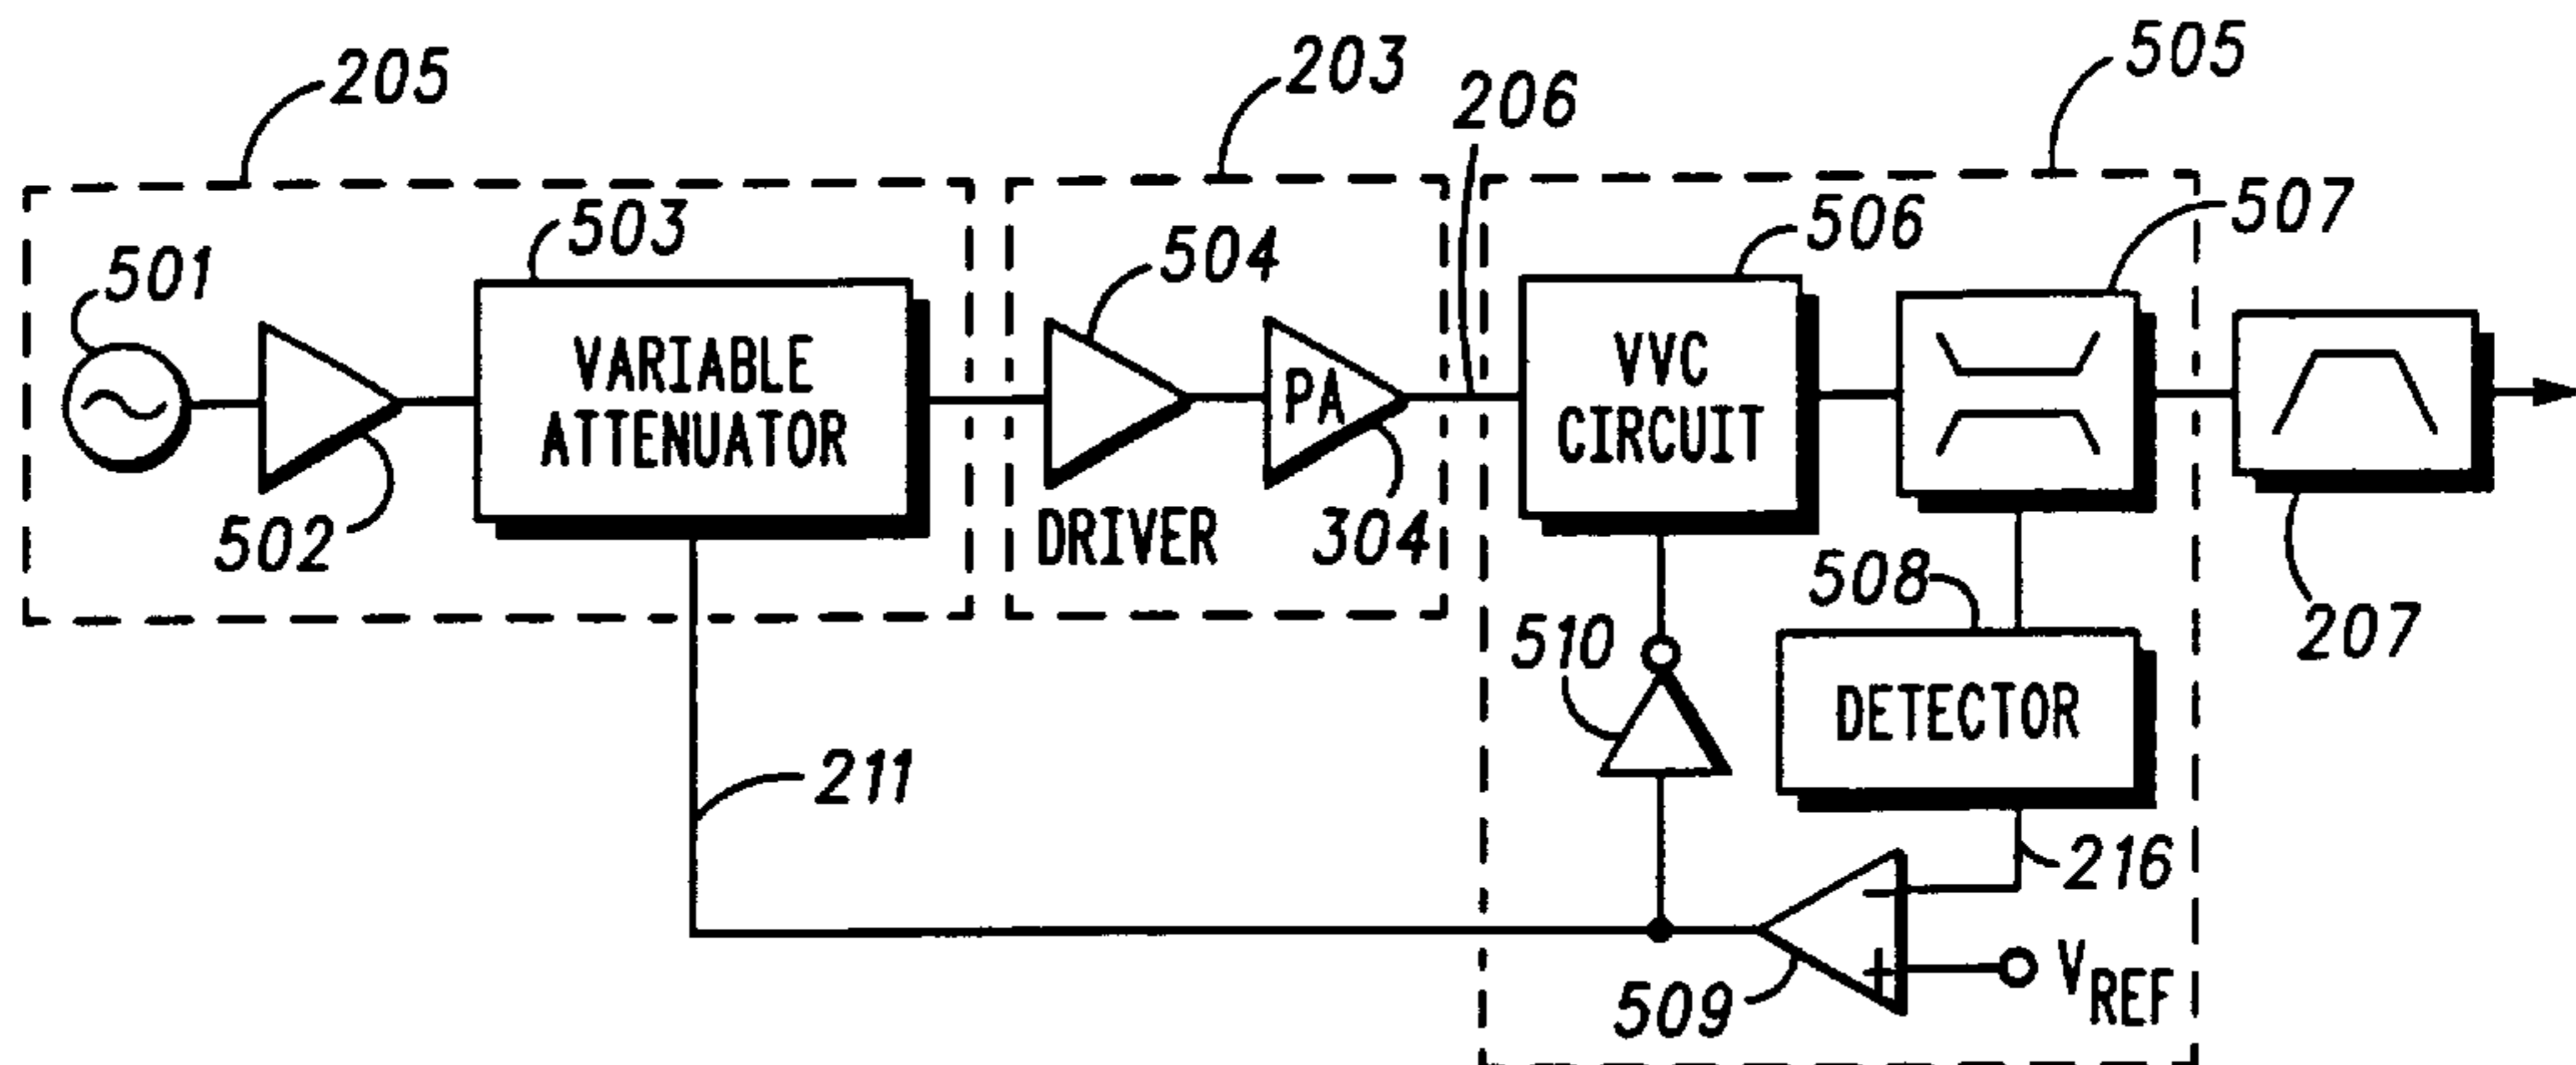 205
203
206
505
501
503
504
506
507
VARIABLE
ATTENUATOR
PA
VVC
CIRCUIT
502
DRIVER
304
508
207
510
DETECTOR
211
216
509
VREF